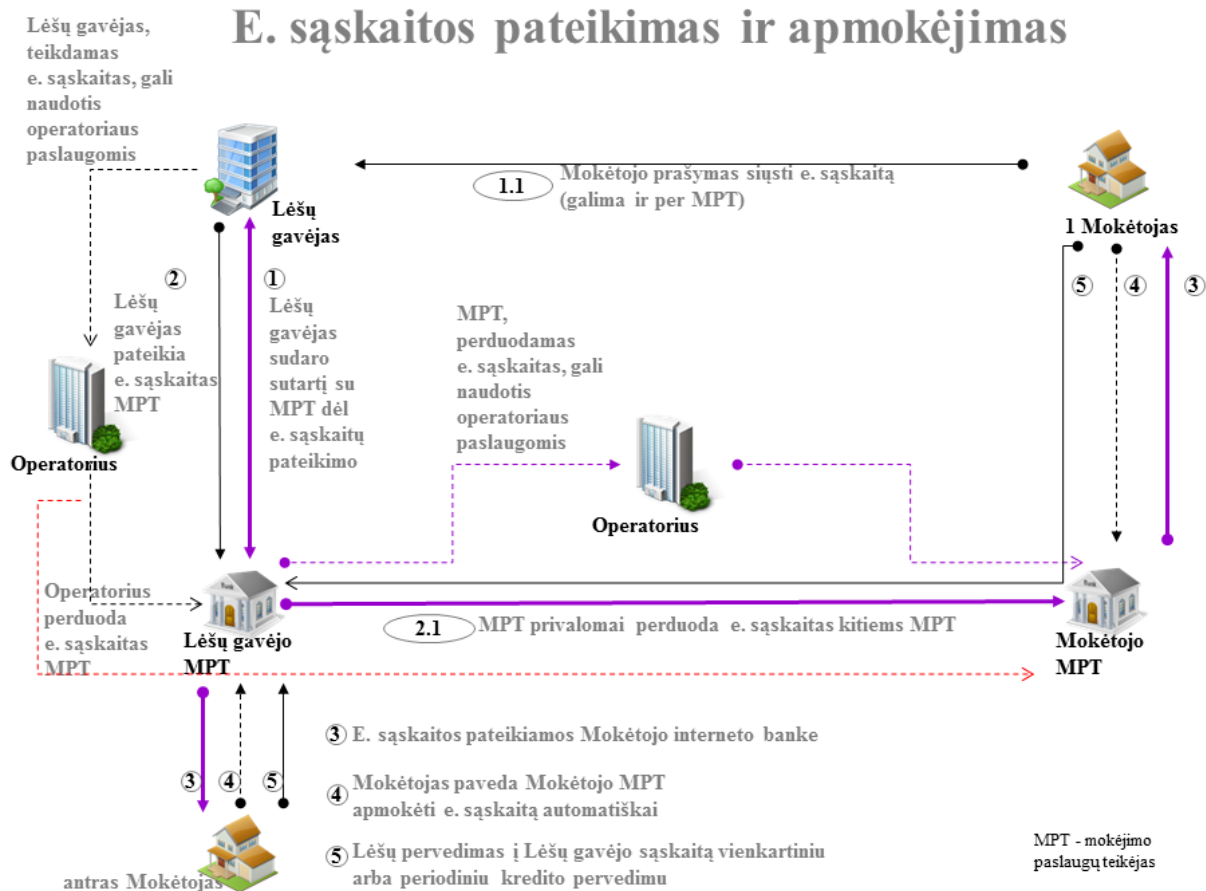 E. sąskaitos pateikimas ir apmokėjimas
Lėšų gavėjas,
teikdamas
e. sąskaitas, gali
naudotis
operatoriaus
paslaugomis
1.1
Mokėtojo prašymas siųsti e. sąskaitą
(galima ir per MPT)
Lėšų
gavėjas
1 Mokėtojas
2
1
5
4
3
Lėšų
gavėjas
pateikia
e. sąskaitas
MPT
Lėšų
gavėjas
sudaro
sutartį su
MPT dėl
e. sąskaitų
pateikimo
MPT,
perduodamas
e. sąskaitas, gali
naudotis
operatoriaus
paslaugomis
Operatorius
Operatorius
Operatorius
perduoda
e. sąskaitas
MPT
Lėšų gavėjo
MPT
2.1
MPT privalomai perduoda e. sąskaitas kitiems MPT
Mokėtojo
MPT
3
4
5
antras Mokėtojas
3 E. sąskaitos pateikiamos Mokėtojo interneto banke
4 Mokėtojas paveda Mokėtojo MPT
apmokėti e. sąskaitą automatiškai
5 Lėšų pervedimas į Lėšų gavėjo sąskaitą vienkartiniu
arba periodiniu kredito pervedimu
MPT - mokėjimo
paslaugų teikėjas